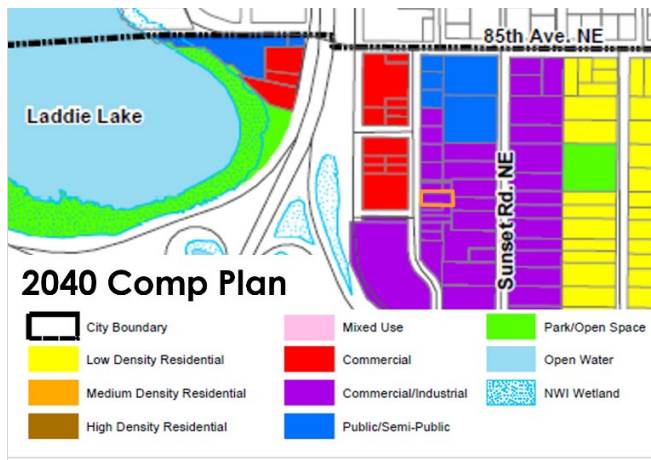 85th Ave. NE
Laddie Lake
Sunset Rd. NE
2040 Comp Plan
City Boundary
Low Density Residential
Medium Density Residential
High Density Residential
Mixed Use
Commercial
Commercial/Industrial
Public/Semi-Public
Park/Open Space
Open Water
NWI Wetland